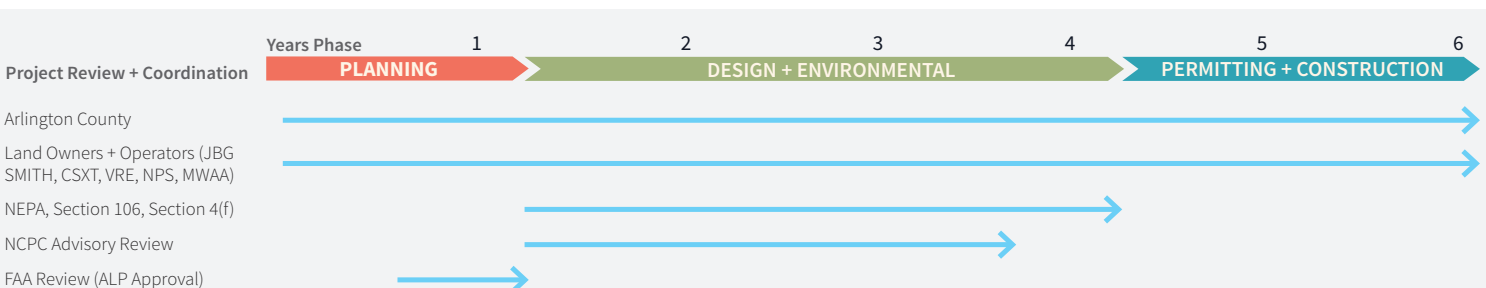 Years Phase 1 2 3 4 5 6
Project Review + Coordination PLANNING DESIGN + ENVIRONMENTAL PERMITTING + CONSTRUCTION
Arlington County
Land Owners + Operators (JBG
SMITH, CSXT, VRE, NPS, MWAA)
NEPA, Section 106, Section 4(f)
NCPC Advisory Review
FAA Review (ALP Approval)